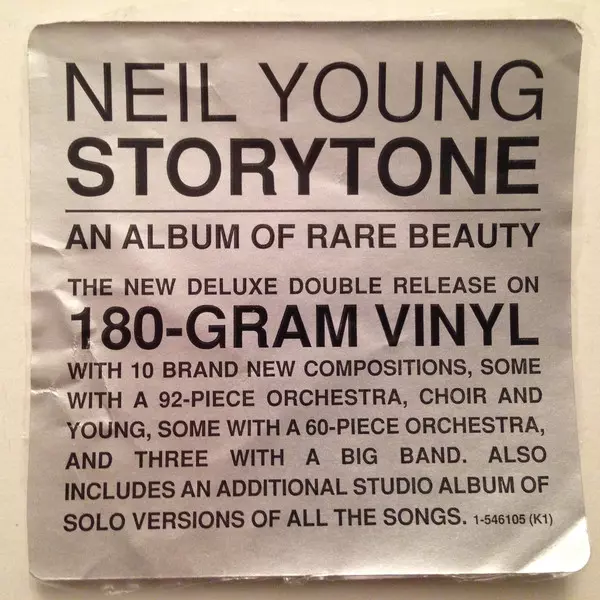 NEIL YOUNG
STORYTONE
AN ALBUM OF RARE BEAUTY
THE NEW DELUXE DOUBLE RELEASE ON
180-GRAM VINYL
WITH 10 BRAND NEW COMPOSITIONS, SOME
WITH A 92-PIECE ORCHESTRA, CHOIR AND
YOUNG, SOME WITH A 60-PIECE ORCHESTRA,
AND THREE WITH A BIG BAND. ALSO
INCLUDES AN ADDITIONAL STUDIO ALBUM OF
SOLO VERSIONS OF ALL THE SONGS. 1-546105 (K1)